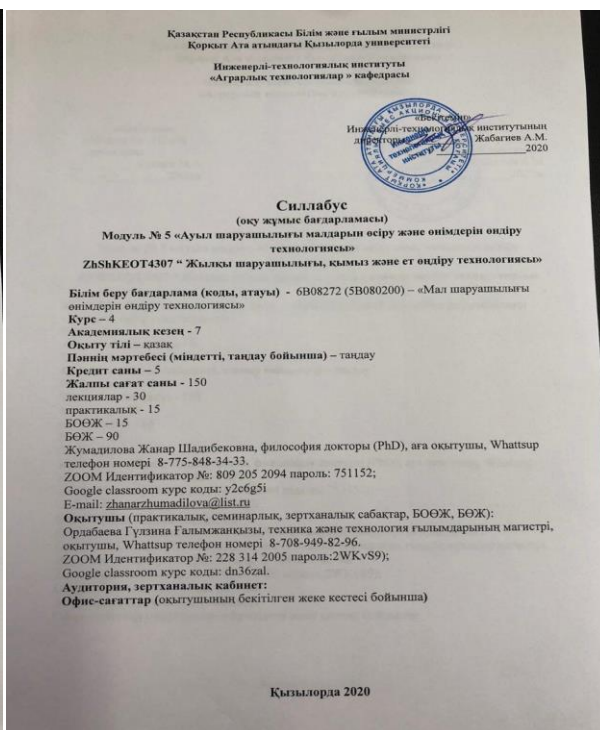 Қазақстан Республикасы Білім және ғылым министрлігі
Қорқыт Ата атындағы Қызылорда университеті
Инженерлі-технологиялық институты
«Аграрлық технологиялар » кафедрасы
«Бекітемін»
Инженерлі-технологиялық институтының
директоры Жабагиев А.М.
2020
Силлабус
(оқу жұмыс бағдарламасы)
Модуль № 5 «Ауыл шаруашылығы малдарын өсіру және өнімдерін өндіру
технологиясы»
ZhShKEOT4307 “ Жылқы шаруашылығы, қымыз және ет өндіру технологиясы»
Білім беру бағдарлама (коды, атауы) - 6В08272 (5В080200) – «Мал шаруашылығы
өнімдерін өндіру технологиясы»
Курс – 4
Академиялық кезең - 7
Оқыту тілі – қазақ
Пәннің мәртебесі (міндетті, таңдау бойынша) – таңдау
Кредит саны – 5
Жалпы сағат саны - 150
лекциялар - 30
практикалық - 15
БОӨЖ – 15
БӨЖ – 90
Жумадилова Жанар Шадибековна, философия докторы (PhD), аға оқытушы, Whattsup
телефон номері 8-775-848-34-33.
ZOOM Идентификатор №: 809 205 2094 пароль: 751152;
Google classroom курс коды: y2c6g5i
E-mail: zhanarzhumadilova@list.ru
Оқытушы (практикалық, семинарлық, зертханалық сабақтар, БОӨЖ, БӨЖ):
Ордабаева Гүлзина Ғалымжанқызы, техника және технология ғылымдарының магистрі,
оқытушы, Whattsup телефон номері 8-708-949-82-96.
ZOOM Идентификатор №: 228 314 2005 пароль:2WKvS9);
Google classroom курс коды: dn36zal.
Аудитория, зертханалық кабинет:
Офис-сағаттар (оқытушының бекітілген жеке кестесі бойынша)
Қызылорда 2020